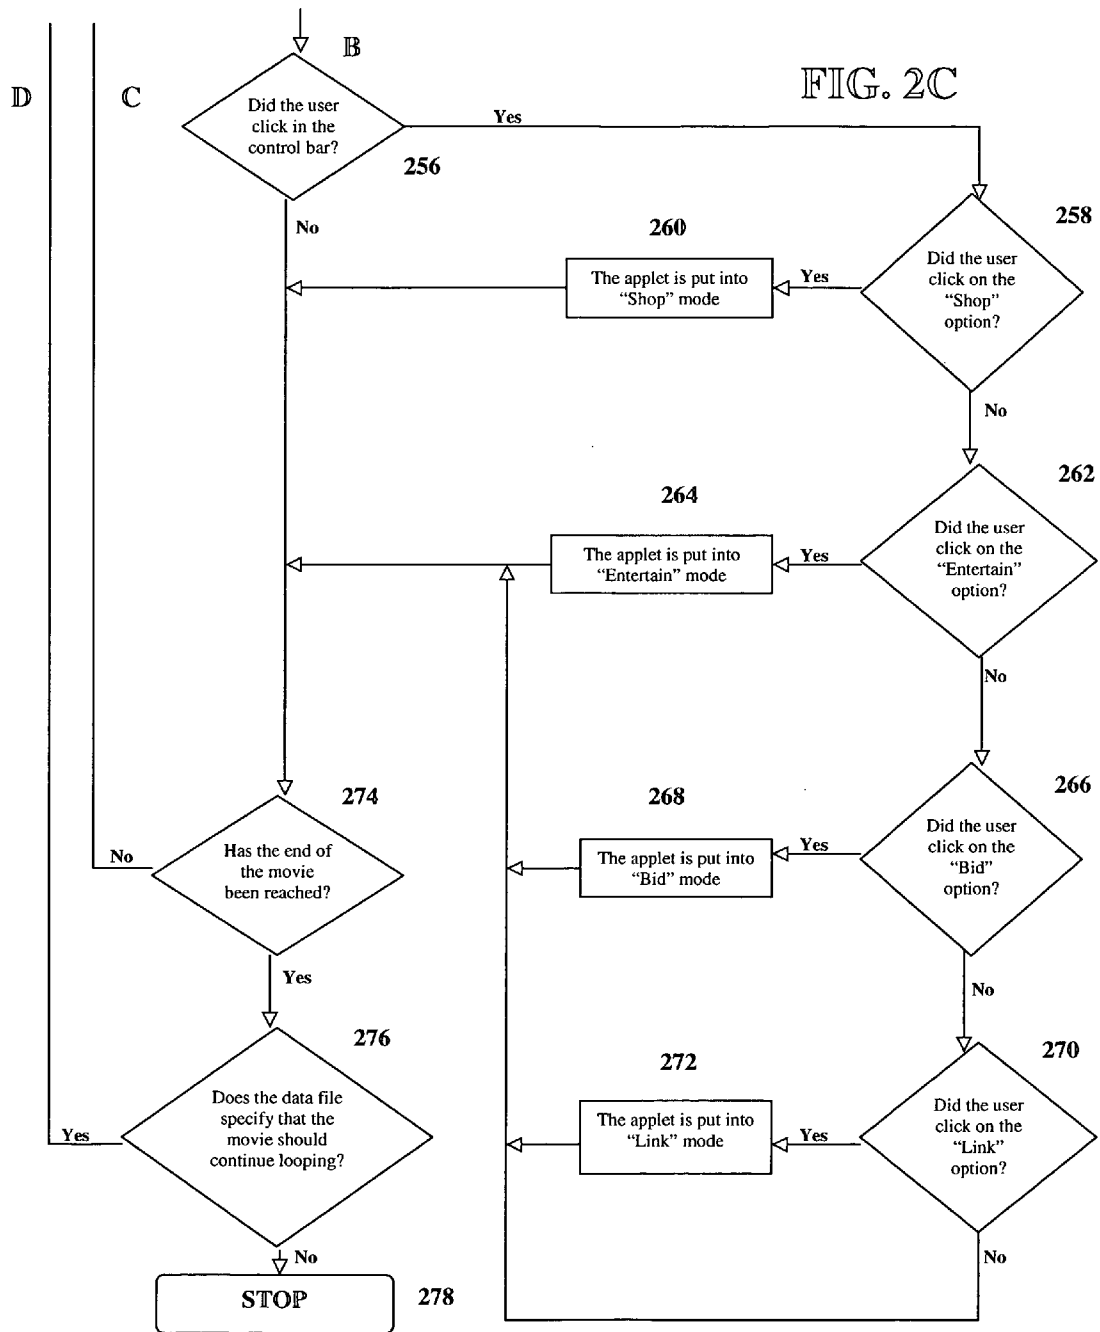 B
D
C
FIG. 2C
Did the user
click in the
control bar?
Yes
256
No
258
260
Did the user
click on the
“Shop”
option?
Yes
The applet is put into
“Shop” mode
No
262
264
Did the user
click on the
“Entertain”
option?
Yes
The applet is put into
“Entertain” mode
No
266
268
274
Did the user
click on the
“Bid”
option?
Yes
The applet is put into
“Bid” mode
Has the end of
the movie
been reached?
No
Yes
No
270
272
276
Did the user
click on the
“Link”
option?
Yes
The applet is put into
“Link” mode
Does the data file
specify that the
movie should
continue looping?
Yes
No
No
STOP
278